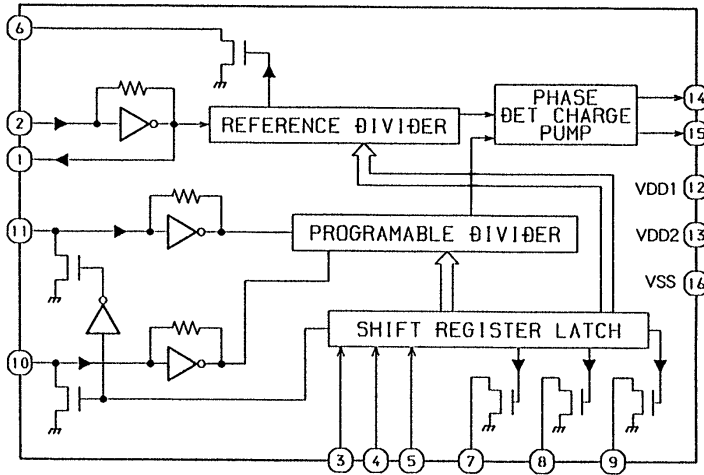 6
PHASE
DET CHARGE
PUMP
14
2
REFERENCE DIVIDER
15
1
VDD1 12
11
PROGRAMABLE DIVIDER
VDD2 13
VSS 16
SHIFT REGISTER LATCH
10
3 4 5 7 8 9